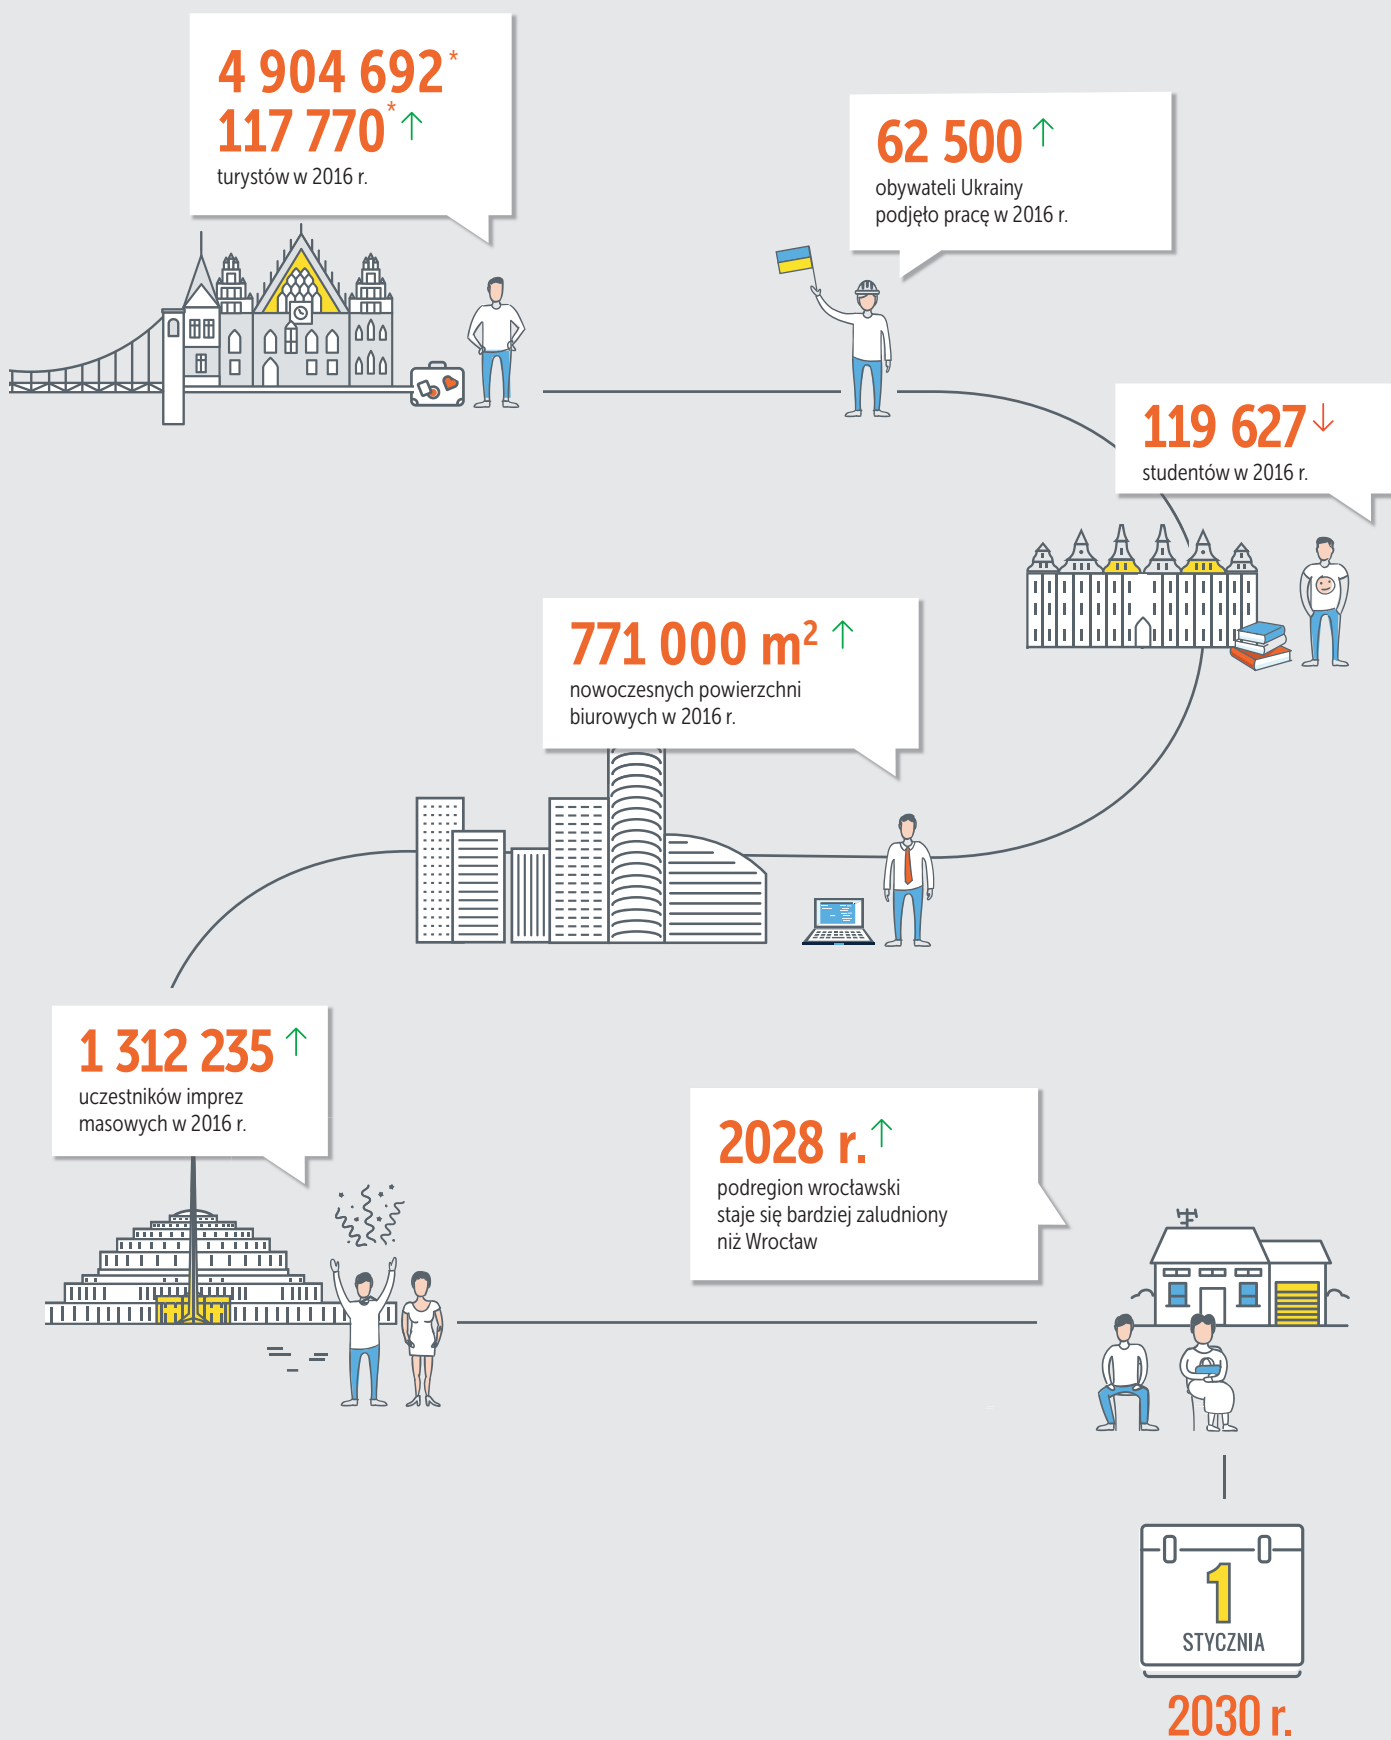 4 904 692*
117 770* ↑
turystów w 2016 r.
62 500 ↑
obywateli Ukrainy
podjęło pracę w 2016 r.
119 627 ↓
studentów w 2016 r.
771 000 m² ↑
nowoczesnych powierzchni
biurowych w 2016 r.
1 312 235 ↑
uczestników imprez
masowych w 2016 r.
2028 r. ↑
podregion wrocławski
staje się bardziej zaludniony
niż Wrocław
1
STYCZNIA
2030 r.